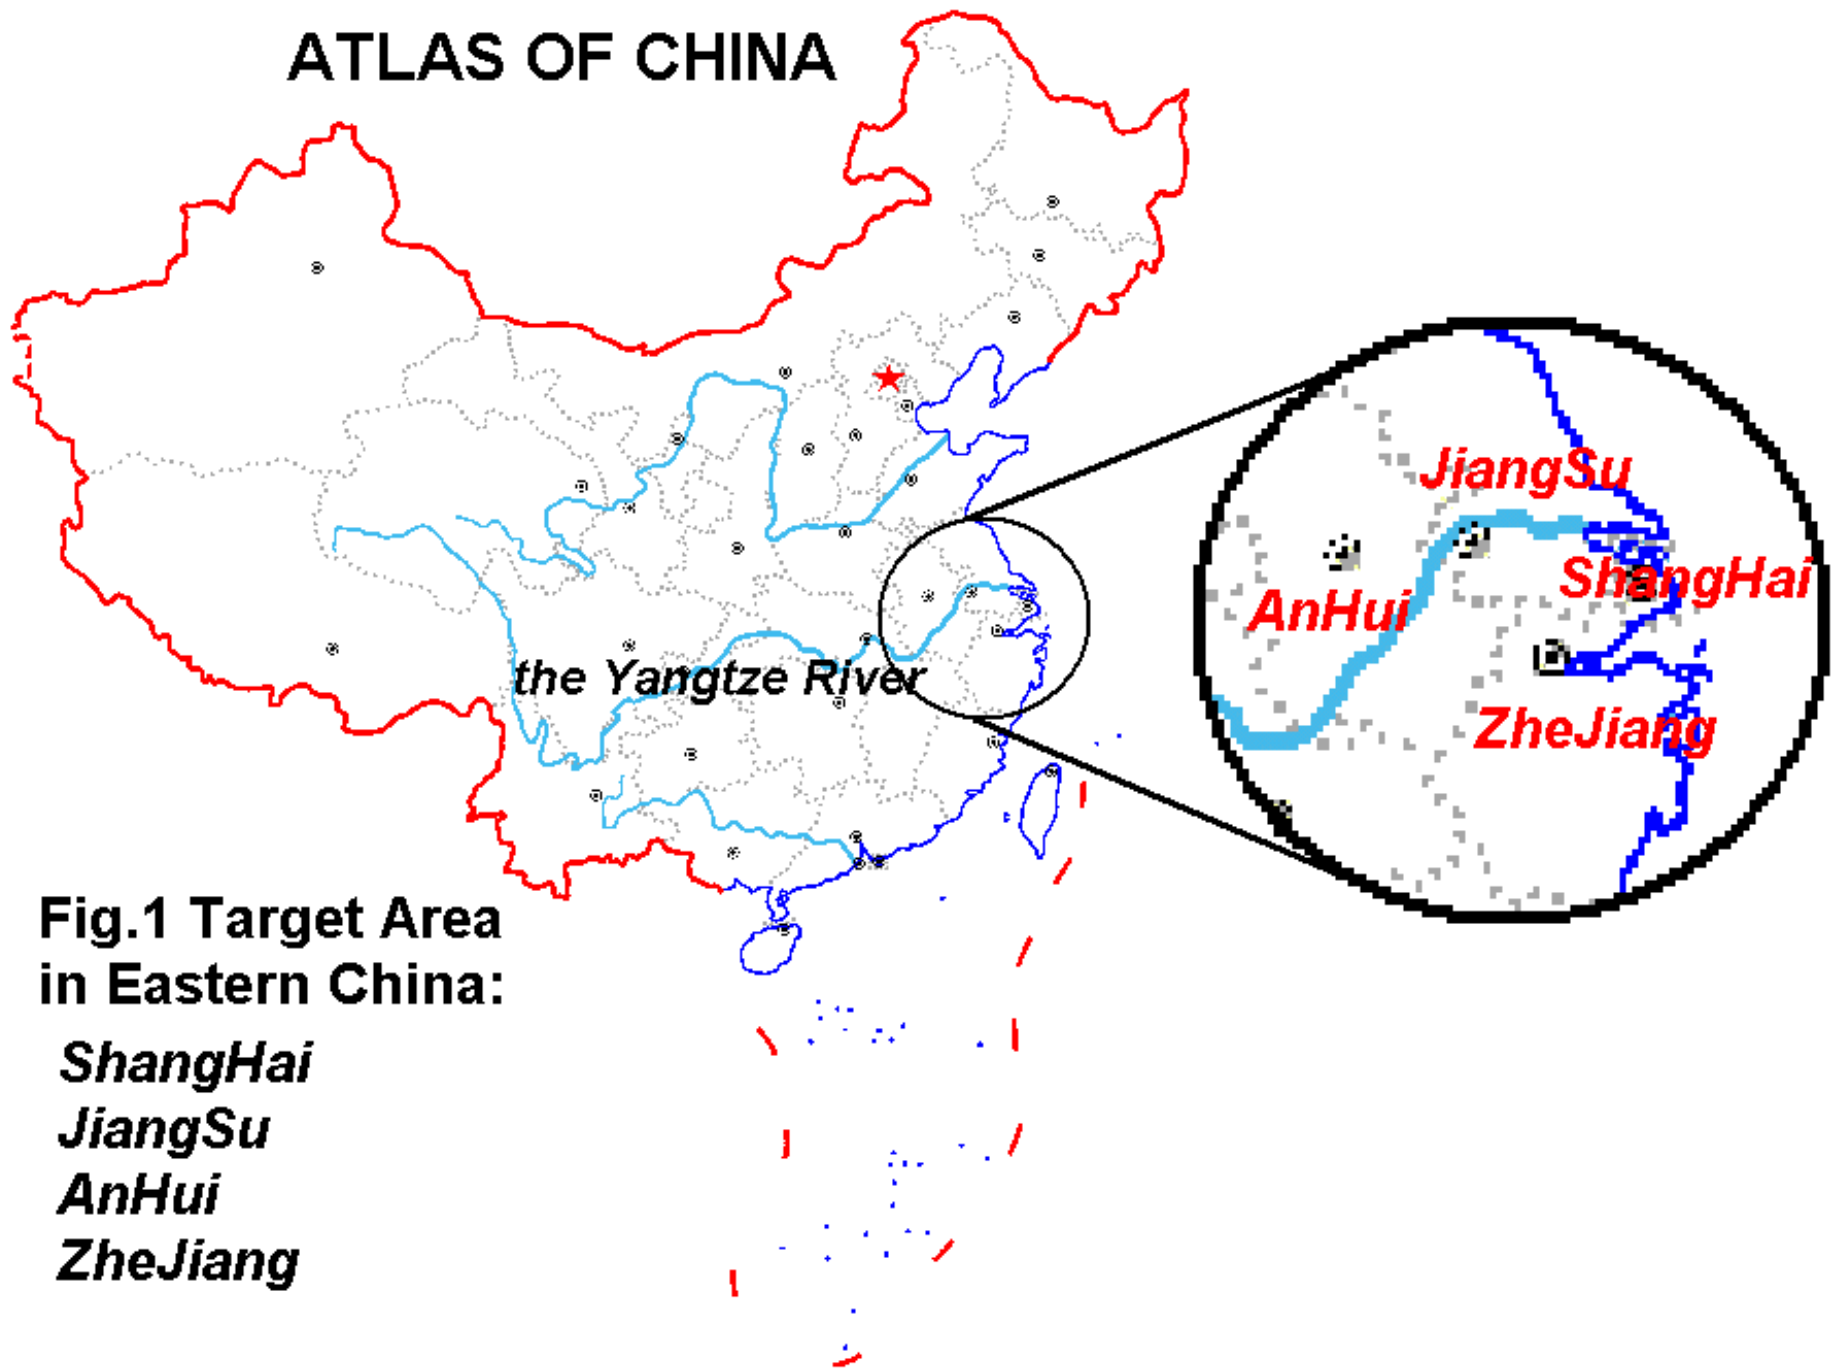 ATLAS OF CHINA
JiangSu
ShangHai
AnHui
the Yangtze River
ZheJiang
Fig.1 Target Area
in Eastern China:
ShangHai
JiangSu
AnHui
ZheJiang